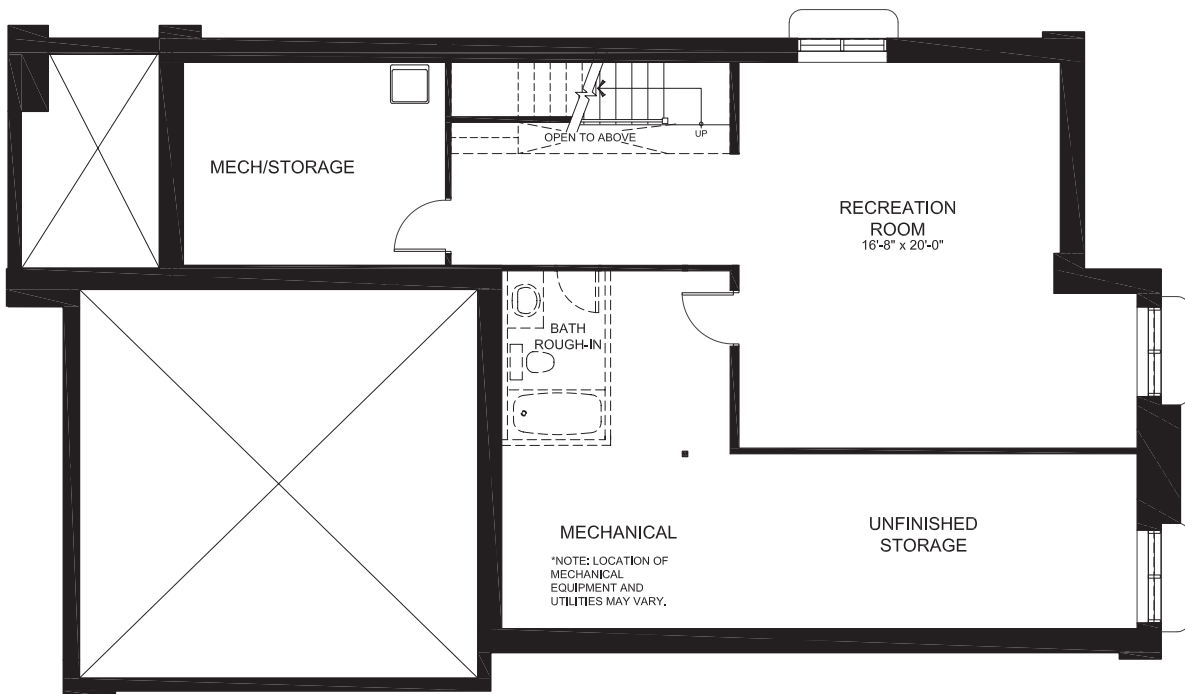 OPEN TO ABOVE
UP
MECH/STORAGE
RECREATION
ROOM
16'-8" x 20'-0"
BATH
ROUGH-IN
MECHANICAL
*NOTE: LOCATION OF
MECHANICAL
EQUIPMENT AND
UTILITIES MAY VARY.
UNFINISHED
STORAGE